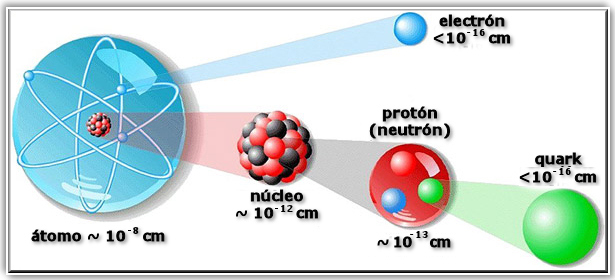 electrón
<10⁻¹⁶ cm
protón
(neutrón)
quark
<10⁻¹⁶ cm
núcleo
~ 10⁻¹² cm
átomo ~ 10⁻⁸ cm
~ 10⁻¹³ cm